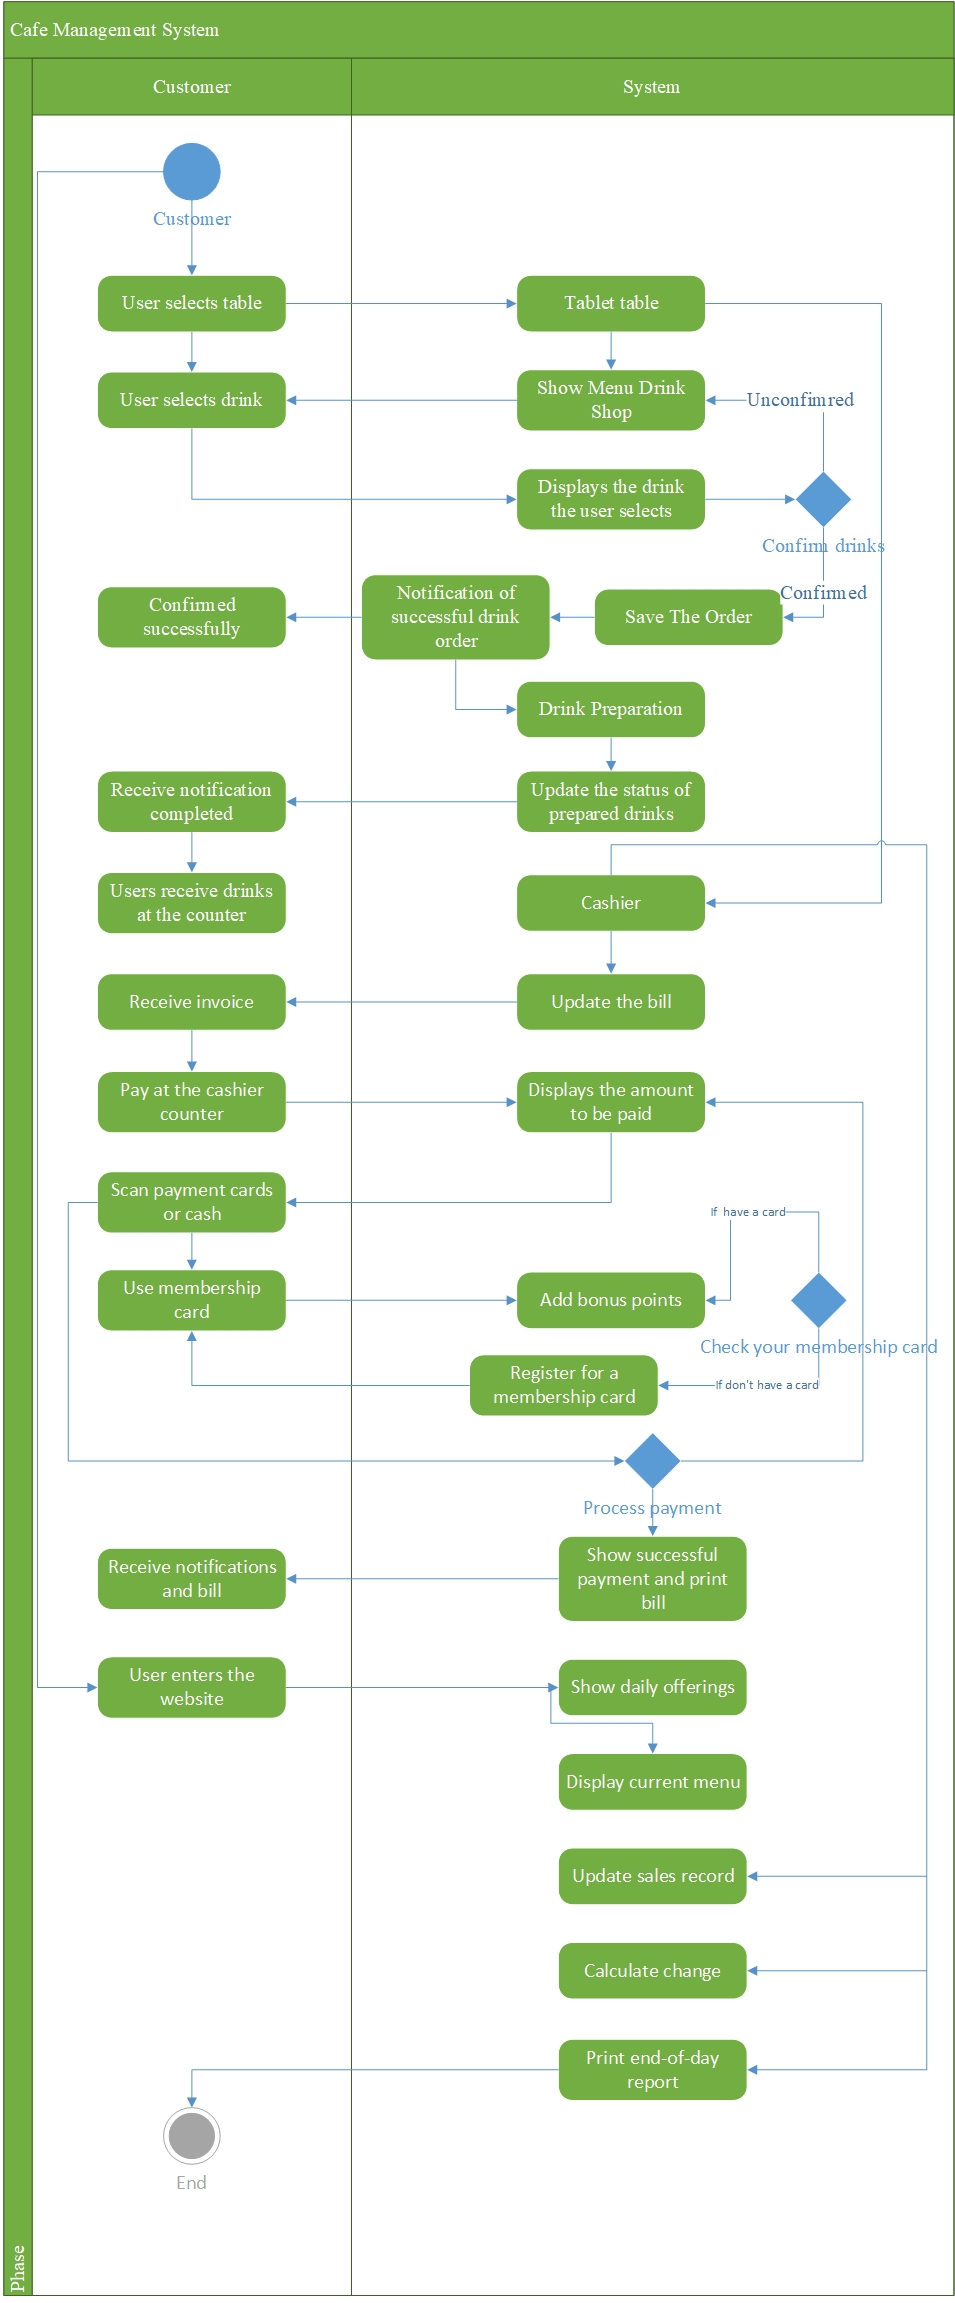 Cafe Management System
Customer
System
Customer
User selects table
Tablet table
User selects drink
Show Menu Drink
Shop
Unconfimred
Displays the drink
the user selects
Confirm drinks
Confirmed
successfully
Notification of
successful drink
order
Save The Order
Confirmed
Drink Preparation
Receive notification
completed
Update the status of
prepared drinks
Users receive drinks
at the counter
Cashier
Receive invoice
Update the bill
Pay at the cashier
counter
Displays the amount
to be paid
Scan payment cards
or cash
If have a card
Use membership
card
Add bonus points
Check your membership card
Register for a
membership card
If don't have a card
Process payment
Receive notifications
and bill
Show successful
payment and print
bill
User enters the
website
Show daily offerings
Display current menu
Update sales record
Calculate change
Print end-of-day
report
End
Phase